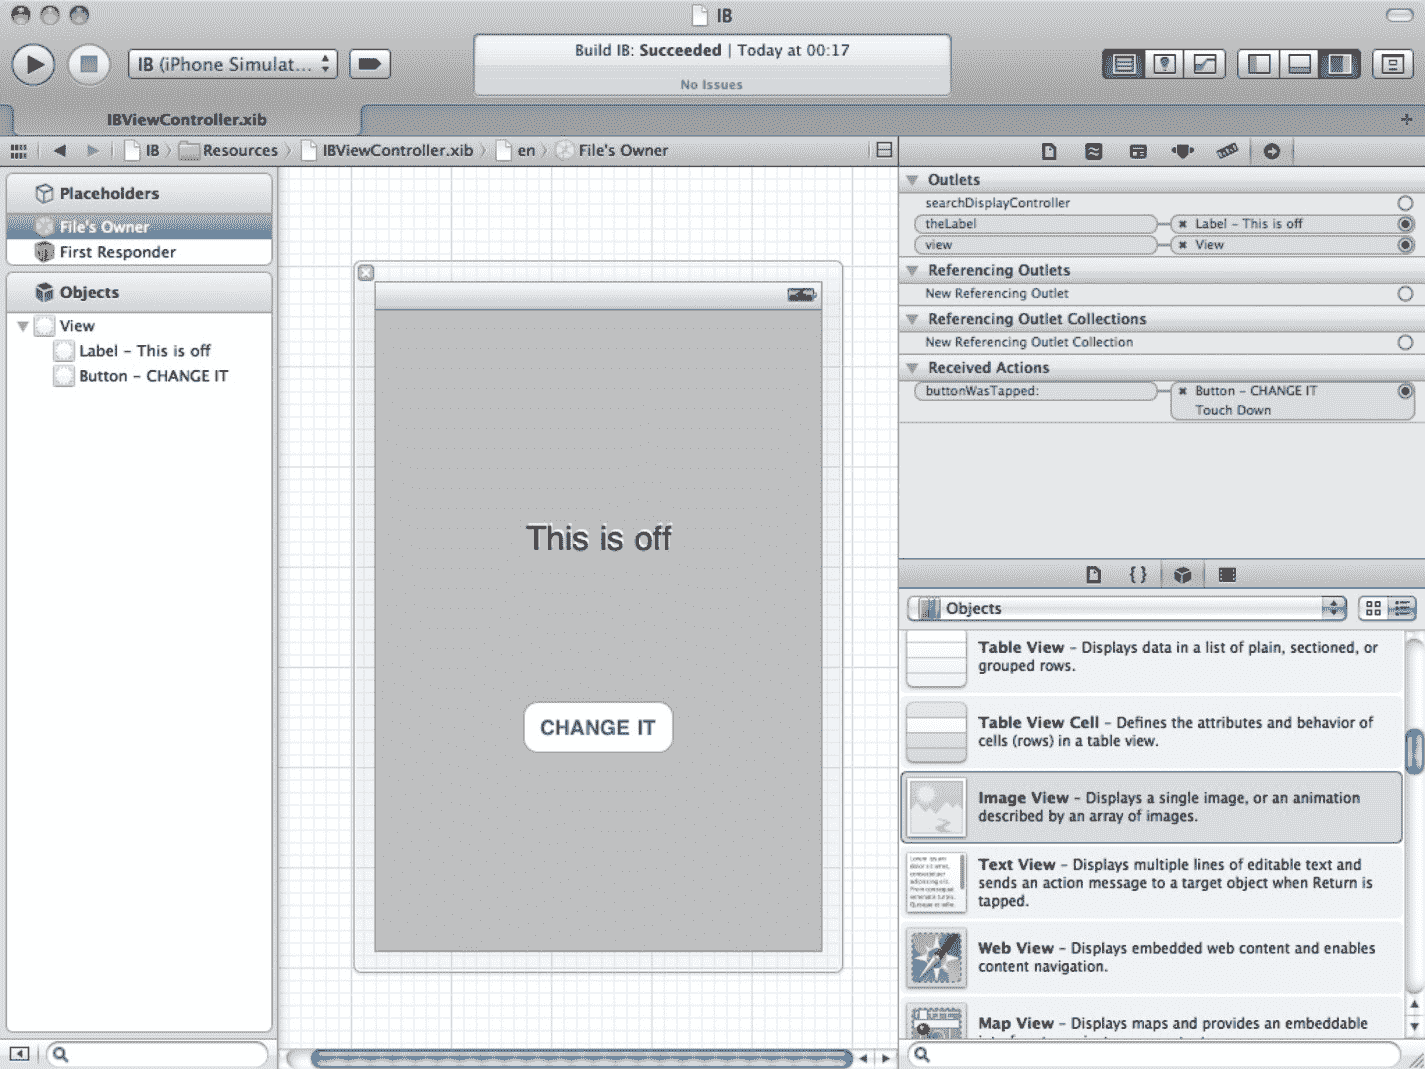 IB
IB (iPhone Simulat...
Build IB: Succeeded | Today at 00:17
No Issues
IBViewController.xib
IB
Resources
IBViewController.xib
en
File's Owner
Placeholders
File's Owner
First Responder
Objects
View
Label – This is off
Button – CHANGE IT
This is off
CHANGE IT
Outlets
searchDisplayController
theLabel
Label – This is off
view
View
Referencing Outlets
New Referencing Outlet
Referencing Outlet Collections
New Referencing Outlet Collection
Received Actions
buttonWasTapped:
Button – CHANGE IT
Touch Down
{ }
Objects
Table View – Displays data in a list of plain, sectioned, or
grouped rows.
Table View Cell – Defines the attributes and behavior of
cells (rows) in a table view.
Image View – Displays a single image, or an animation
described by an array of images.
Text View – Displays multiple lines of editable text and
sends an action message to a target object when Return is
tapped.
Web View – Displays embedded web content and enables
content navigation.
Map View – Displays maps and provides an embeddable